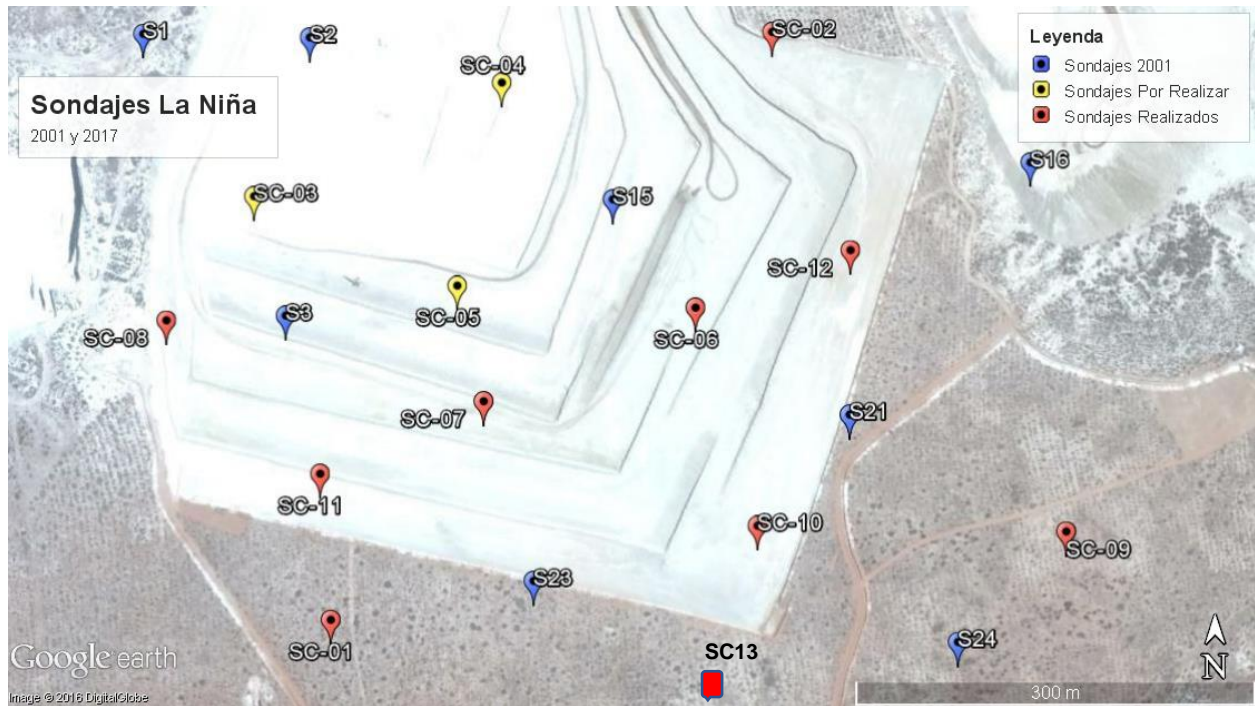 S1
S2
SC-02
Leyenda
Sondajes 2001
Sondajes Por Realizar
Sondajes Realizados
SC-04
Sondajes La Niña
2001 y 2017
S16
SC-03
S15
SC-12
SC-05
S3
SC-08
SC-06
SC-07
S21
SC-11
SC-10
SC-09
S23
SC-01
SC13
S24
N
Google earth
300 m
Image © 2016 DigitalGlobe